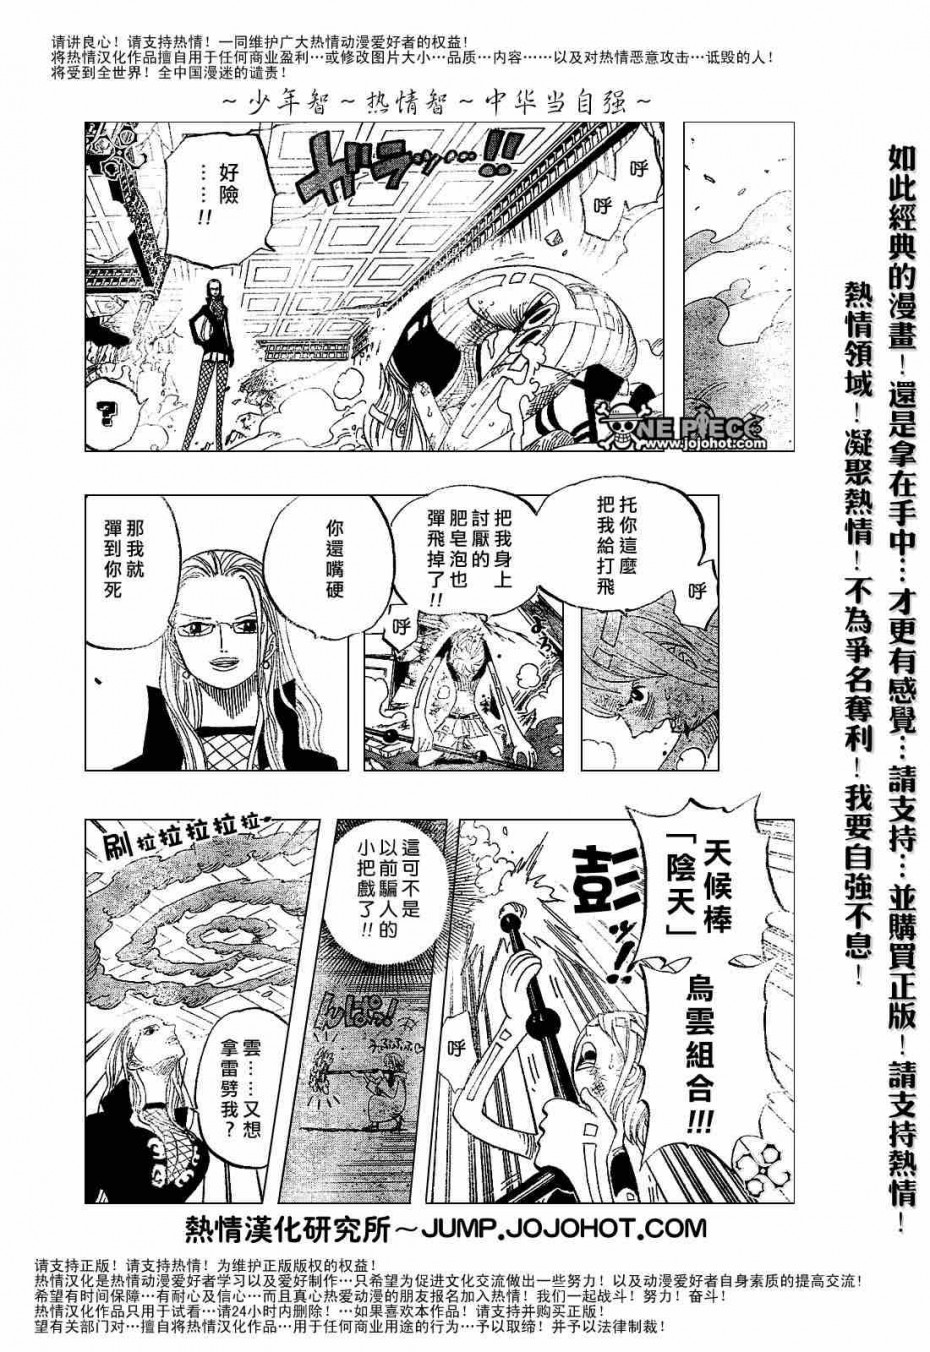 请讲良心！请支持热情！一同维护广大热情动漫爱好者的权益！
将热情汉化作品擅自用于任何商业盈利…或修改图片大小…品质…内容……以及对热情恶意攻击…诋毁的人！
将受到全世界！全中国漫迷的谴责！
～少年智～热情智～中华当自强～
如此經典的漫畫！還是拿在手中…才更有感覺…請支持…並購買正版！請支持熱情！
熱情領域！凝聚熱情！不為爭名奪利！我要自強不息！
呼
呼
ガラッ…!!
好險
……!!
?
ONE PIECE
www.jojohot.com
托你這麼
把我給打飛
呼
把我身上
討厭的
肥皂泡也
彈飛掉了!!
呼
你還嘴硬
那我就
彈到你死
天候棒
「陰天」
烏雲組合!!!
彭!!
呼
這可不是
以前騙人的
小把戲了!!
ぱんっ!
うふふふ♡
刷拉拉拉拉拉
雲……又想
拿雷劈我？
熱情漢化研究所～JUMP.JOJOHOT.COM
请支持正版！请支持热情！为维护正版版权的权益！
热情汉化是热情动漫爱好者学习以及爱好制作…只希望为促进文化交流做出一些努力！以及动漫爱好者自身素质的提高交流！
希望有时间保障…有耐心及信心…而且真心热爱动漫的朋友报名加入热情！我们一起战斗！努力！奋斗！
热情汉化作品只用于试看…请24小时内删除！…如果喜欢本作品！请支持并购买正版！
望有关部门对…擅自将热情汉化作品…用于任何商业用途的行为…予以取缔！并予以法律制裁！